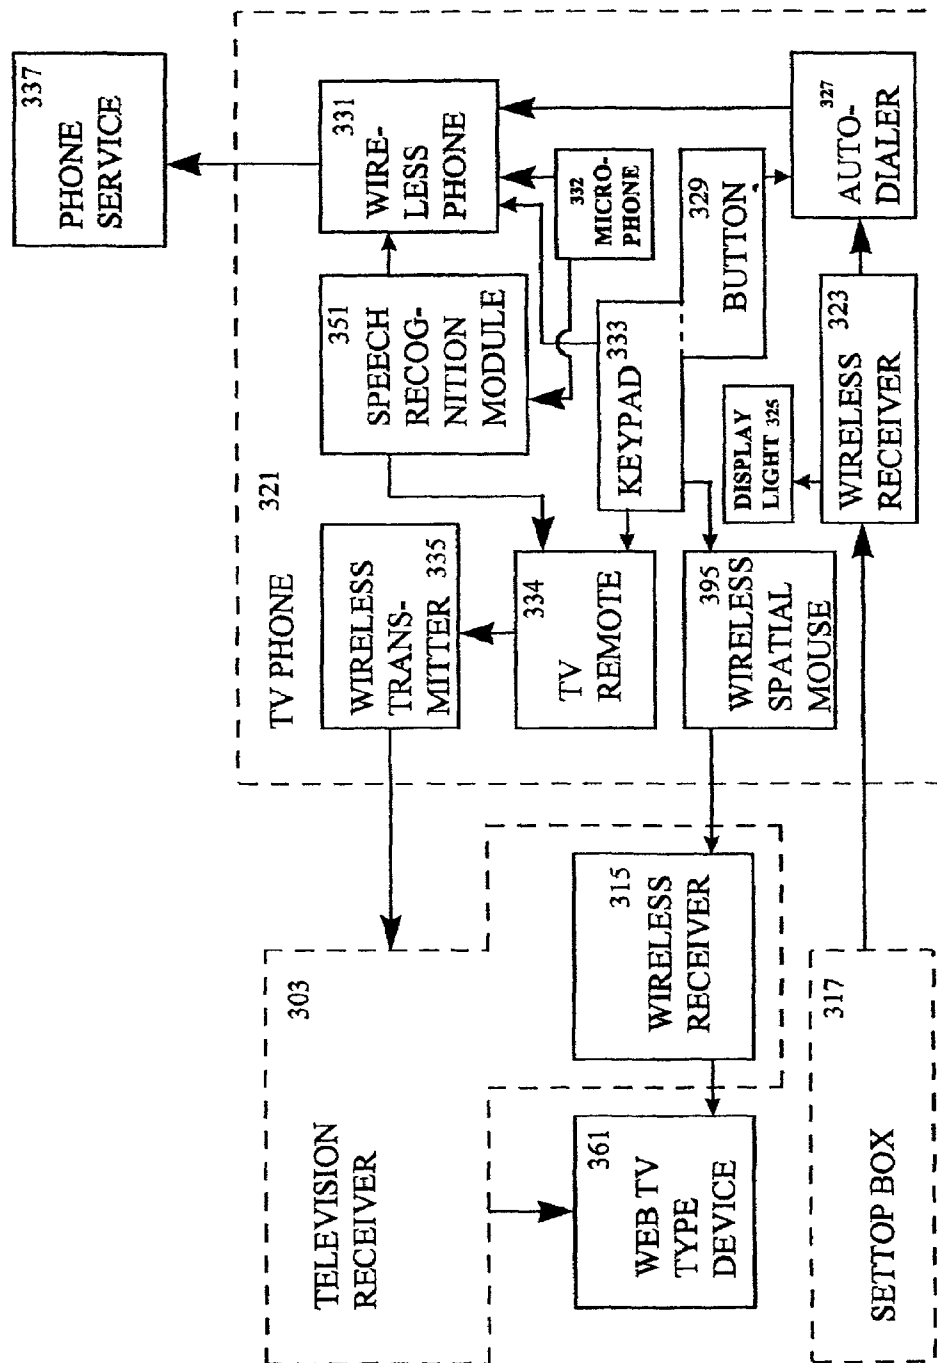 TELEVISION
RECEIVER
303
WEB TV
TYPE
DEVICE
361
WIRELESS
RECEIVER
315
SETTOP BOX
317
TV PHONE
321
WIRELESS
TRANS-
MITTER 335
TV
REMOTE
334
WIRELESS
SPATIAL
MOUSE
395
SPEECH
RECOG-
NITION
MODULE
351
KEYPAD 333
DISPLAY
LIGHT 325
WIRELESS
RECEIVER
323
WIRE-
LESS
PHONE
331
332
MICRO-
PHONE
BUTTON
329
AUTO-
DIALER
327
PHONE
SERVICE
337